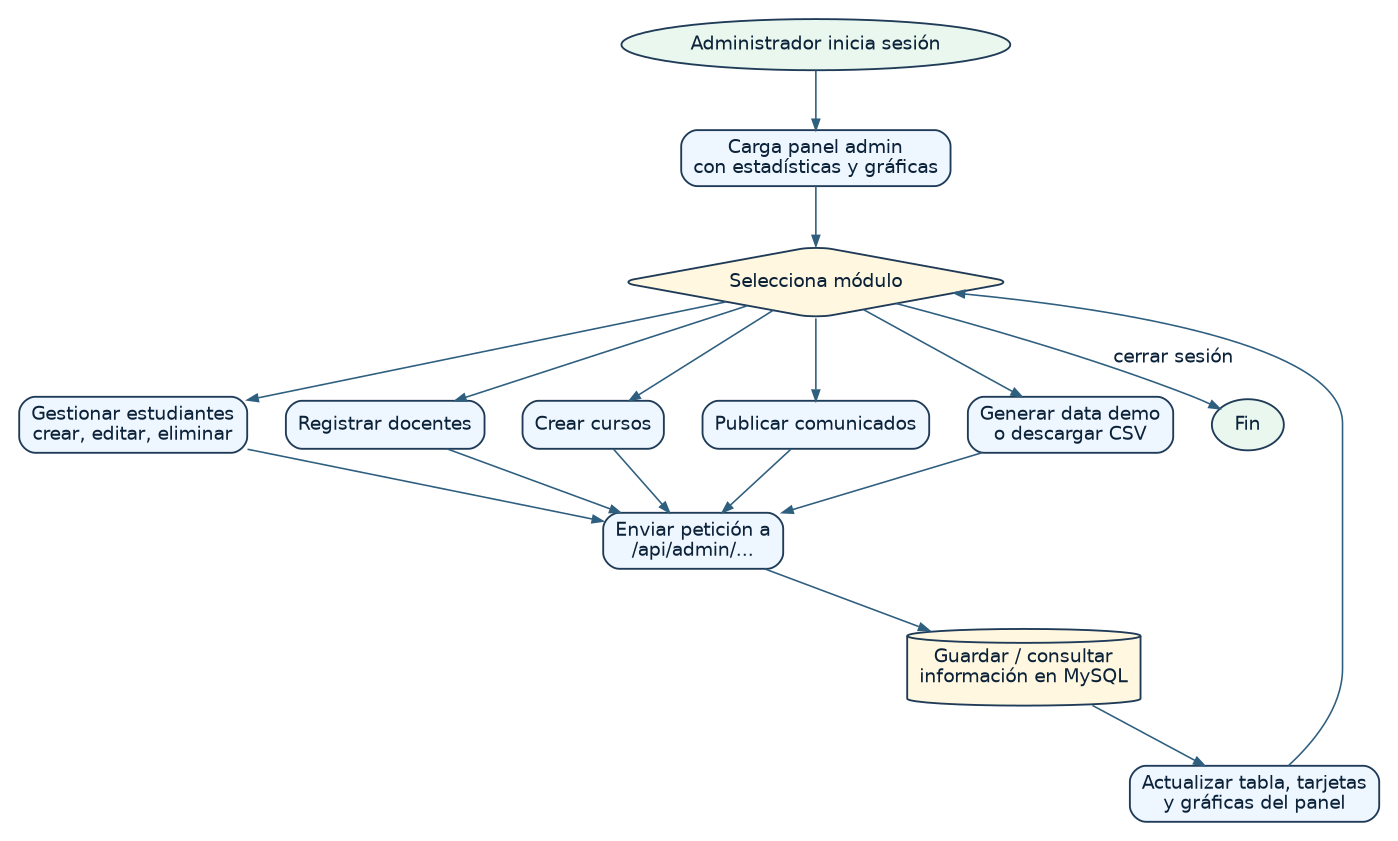 Administrador inicia sesión
Carga panel admin
con estadísticas y gráficas
Selecciona módulo
cerrar sesión
Gestionar estudiantes
crear, editar, eliminar
Registrar docentes
Crear cursos
Publicar comunicados
Generar data demo
o descargar CSV
Fin
Enviar petición a
/api/admin/...
Guardar / consultar
información en MySQL
Actualizar tabla, tarjetas
y gráficas del panel